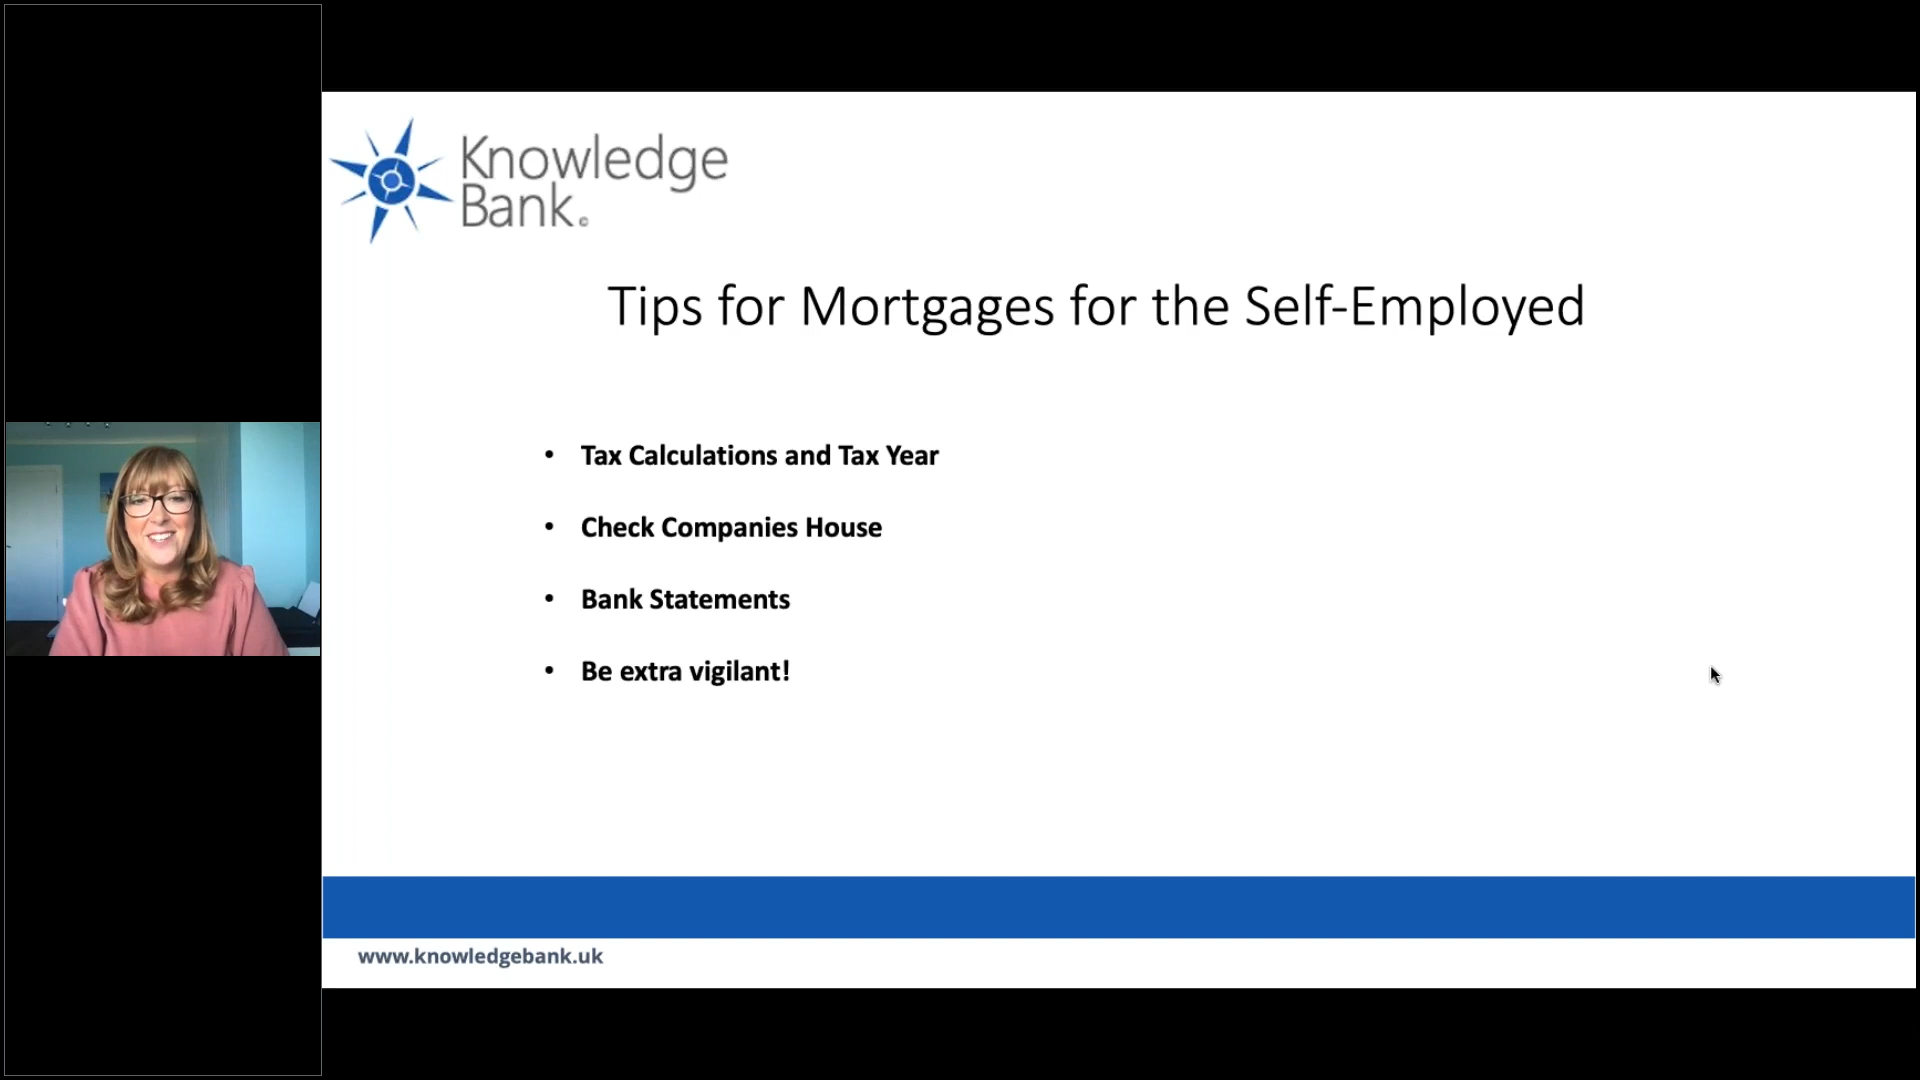 Knowledge
Bank.©
Tips for Mortgages for the Self-Employed
• Tax Calculations and Tax Year
• Check Companies House
• Bank Statements
• Be extra vigilant!
www.knowledgebank.uk